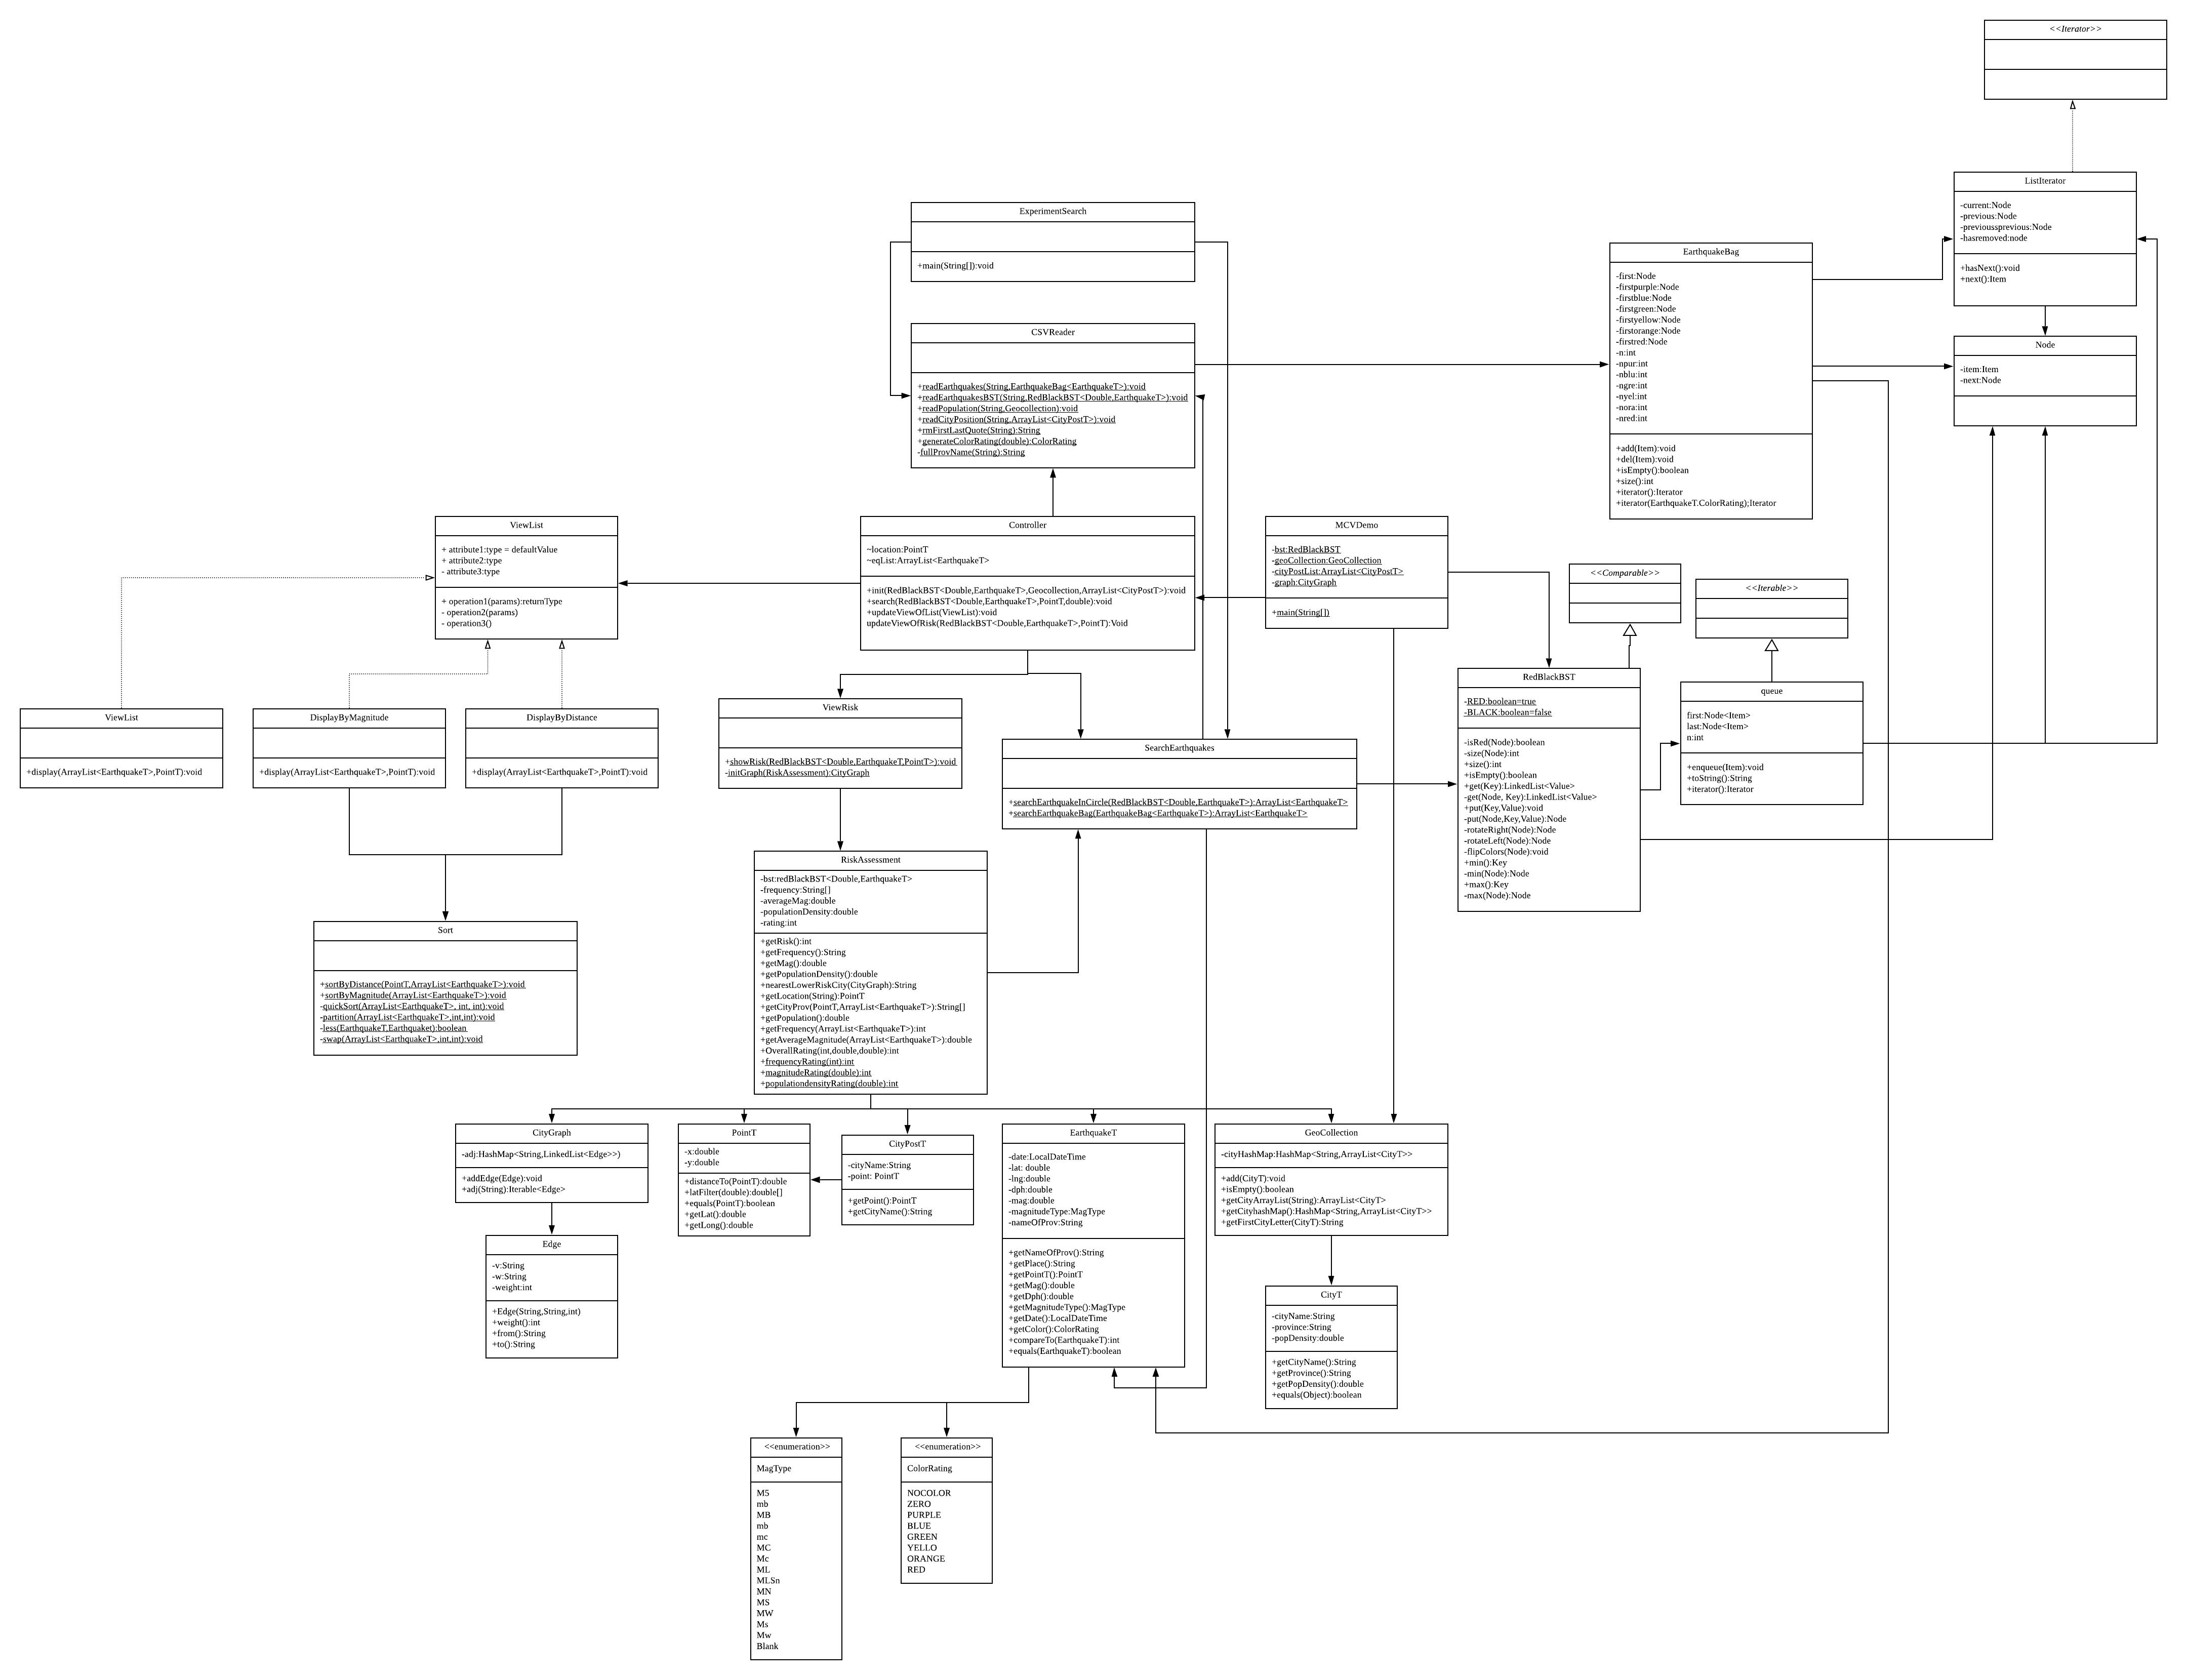 <<Iterator>>
ListIterator
-current:Node
-previous:Node
-previoussprevious:Node
-hasremoved:node
+hasNext():void
+next():Item
ExperimentSearch
+main(String[]):void
EarthquakeBag
-first:Node
-firstpurple:Node
-firstblue:Node
-firstgreen:Node
-firstyellow:Node
-firstorange:Node
-firstred:Node
-n:int
-npur:int
-nblu:int
-ngre:int
-nyel:int
-nora:int
-nred:int
+add(Item):void
+del(Item):void
+isEmpty():boolean
+size():int
+iterator():Iterator
+iterator(EarthquakeT.ColorRating);Iterator
Node
-item:Item
-next:Node
CSVReader
+readEarthquakes(String,EarthquakeBag<EarthquakeT>):void
+readEarthquakesBST(String,RedBlackBST<Double,EarthquakeT>):void
+readPopulation(String,Geocollection):void
+readCityPosition(String,ArrayList<CityPostT>):void
+rmFirstLastQuote(String):String
+generateColorRating(double):ColorRating
-fullProvName(String):String
ViewList
+ attribute1:type = defaultValue
+ attribute2:type
- attribute3:type
+ operation1(params):returnType
- operation2(params)
- operation3()
Controller
~location:PointT
~eqList:ArrayList<EarthquakeT>
+init(RedBlackBST<Double,EarthquakeT>,Geocollection,ArrayList<CityPostT>):void
+search(RedBlackBST<Double,EarthquakeT>,PointT,double):void
+updateViewOfList(ViewList):void
updateViewOfRisk(RedBlackBST<Double,EarthquakeT>,PointT):Void
MCVDemo
-bst:RedBlackBST
-geoCollection:GeoCollection
-cityPostList:ArrayList<CityPostT>
-graph:CityGraph
+main(String[])
<<Comparable>>
<<Iterable>>
RedBlackBST
-RED:boolean=true
-BLACK:boolean=false
-isRed(Node):boolean
-size(Node):int
+size():int
+isEmpty():boolean
+get(Key):LinkedList<Value>
-get(Node, Key):LinkedList<Value>
+put(Key,Value):void
-put(Node,Key,Value):Node
-rotateRight(Node):Node
-rotateLeft(Node):Node
-flipColors(Node):void
+min():Key
-min(Node):Node
+max():Key
-max(Node):Node
queue
first:Node<Item>
last:Node<Item>
n:int
+enqueue(Item):void
+toString():String
+iterator():Iterator
ViewList
+display(ArrayList<EarthquakeT>,PointT):void
DisplayByMagnitude
+display(ArrayList<EarthquakeT>,PointT):void
DisplayByDistance
+display(ArrayList<EarthquakeT>,PointT):void
ViewRisk
+showRisk(RedBlackBST<Double,EarthquakeT,PointT>):void
-initGraph(RiskAssessment):CityGraph
SearchEarthquakes
+searchEarthquakeInCircle(RedBlackBST<Double,EarthquakeT>):ArrayList<EarthquakeT>
+searchEarthquakeBag(EarthquakeBag<EarthquakeT>):ArrayList<EarthquakeT>
RiskAssessment
-bst:redBlackBST<Double,EarthquakeT>
-frequency:String[]
-averageMag:double
-populationDensity:double
-rating:int
+getRisk():int
+getFrequency():String
+getMag():double
+getPopulationDensity():double
+nearestLowerRiskCity(CityGraph):String
+getLocation(String):PointT
+getCityProv(PointT,ArrayList<EarthquakeT>):String[]
+getPopulation():double
+getFrequency(ArrayList<EarthquakeT>):int
+getAverageMagnitude(ArrayList<EarthquakeT>):double
+OverallRating(int,double,double):int
+frequencyRating(int):int
+magnitudeRating(double):int
+populationdensityRating(double):int
Sort
+sortByDistance(PointT,ArrayList<EarthquakeT>):void
+sortByMagnitude(ArrayList<EarthquakeT>):void
-quickSort(ArrayList<EarthquakeT>, int, int):void
-partition(ArrayList<EarthquakeT>,int,int):void
-less(EarthquakeT,Earthquaket):boolean
-swap(ArrayList<EarthquakeT>,int,int):void
CityGraph
-adj:HashMap<String,LinkedList<Edge>>)
+addEdge(Edge):void
+adj(String):Iterable<Edge>
PointT
-x:double
-y:double
+distanceTo(PointT):double
+latFilter(double):double[]
+equals(PointT):boolean
+getLat():double
+getLong():double
CityPostT
-cityName:String
-point: PointT
+getPoint():PointT
+getCityName():String
EarthquakeT
-date:LocalDateTime
-lat: double
-lng:double
-dph:double
-mag:double
-magnitudeType:MagType
-nameOfProv:String
+getNameOfProv():String
+getPlace():String
+getPointT():PointT
+getMag():double
+getDph():double
+getMagnitudeType():MagType
+getDate():LocalDateTime
+getColor():ColorRating
+compareTo(EarthquakeT):int
+equals(EarthquakeT):boolean
GeoCollection
-cityHashMap:HashMap<String,ArrayList<CityT>>
+add(CityT):void
+isEmpty():boolean
+getCityArrayList(String):ArrayList<CityT>
+getCityhashMap():HashMap<String,ArrayList<CityT>>
+getFirstCityLetter(CityT):String
Edge
-v:String
-w:String
-weight:int
+Edge(String,String,int)
+weight():int
+from():String
+to():String
CityT
-cityName:String
-province:String
-popDensity:double
+getCityName():String
+getProvince():String
+getPopDensity():double
+equals(Object):boolean
<<enumeration>>
MagType
M5
mb
MB
mb
mc
MC
Mc
ML
MLSn
MN
MS
MW
Ms
Mw
Blank
<<enumeration>>
ColorRating
NOCOLOR
ZERO
PURPLE
BLUE
GREEN
YELLO
ORANGE
RED